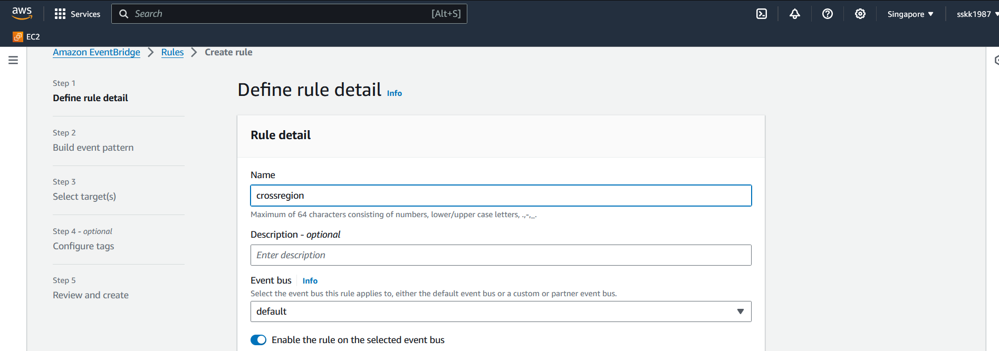 aws
Services
Search
[Alt+S]
Singapore
sskk1987
EC2
Amazon EventBridge
Rules
Create rule
Step 1
Define rule detail
Step 2
Build event pattern
Step 3
Select target(s)
Step 4 - optional
Configure tags
Step 5
Review and create
Define rule detail Info
Rule detail
Name
crossregion
Maximum of 64 characters consisting of numbers, lower/upper case letters, .,-,_.
Description - optional
Enter description
Event bus Info
Select the event bus this rule applies to, either the default event bus or a custom or partner event bus.
default
Enable the rule on the selected event bus